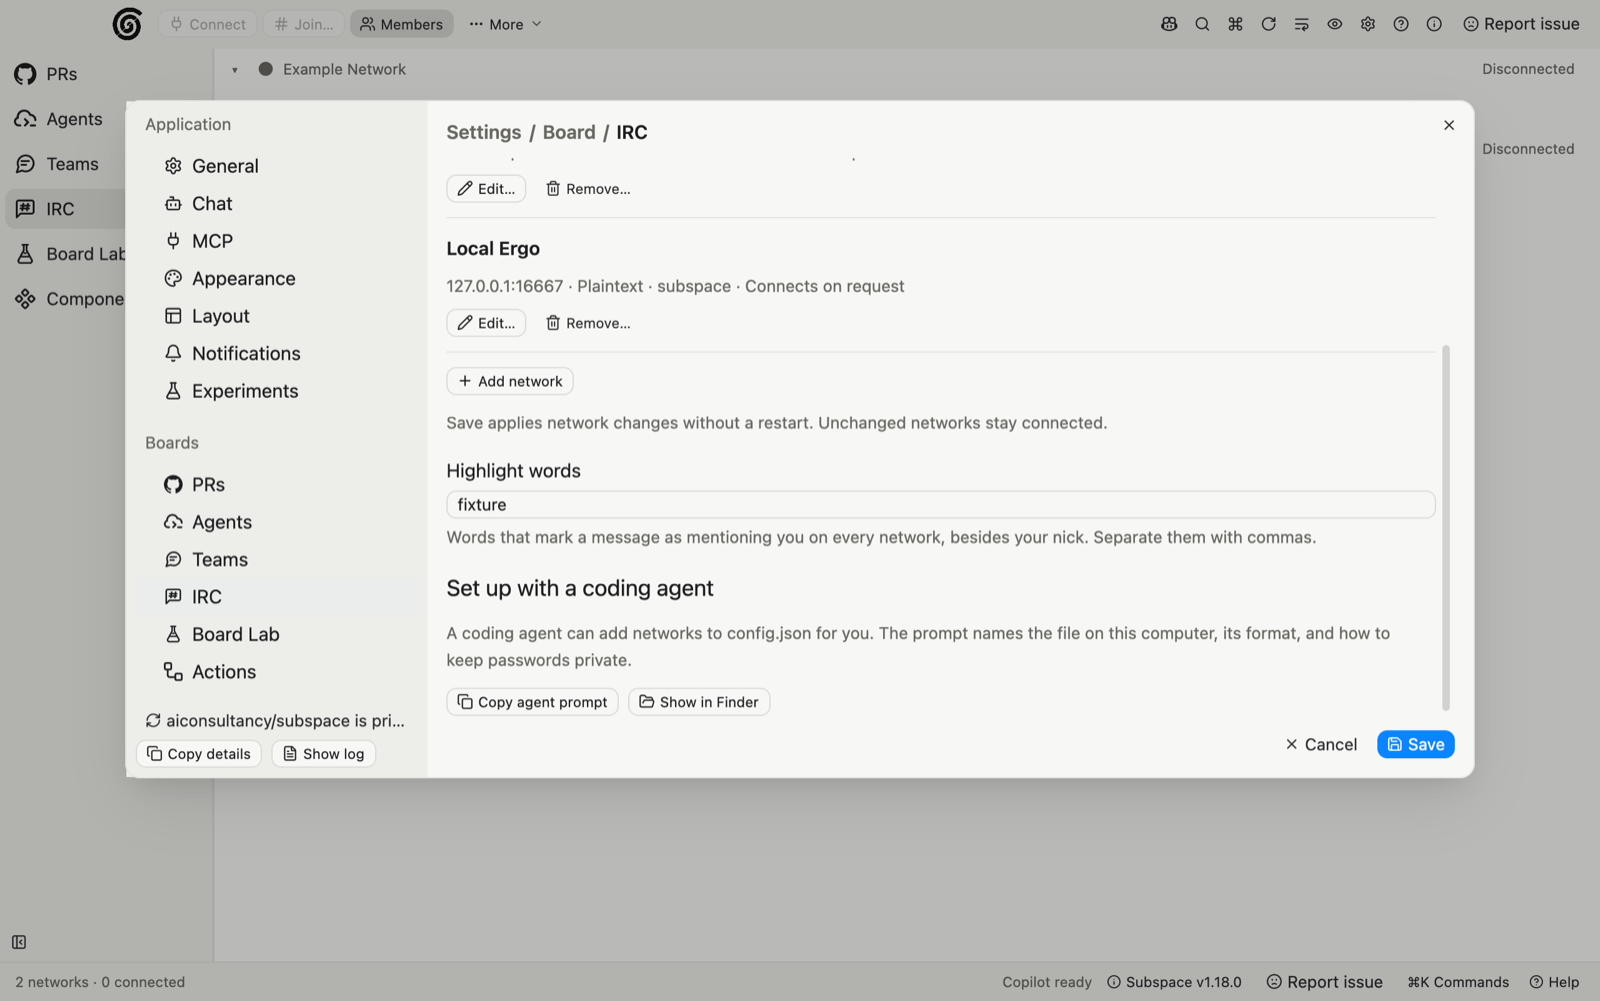 Connect
Join...
Members
More
Report issue
PRs
Agents
Teams
IRC
Board Lab
Compone
Example Network
Disconnected
Disconnected
Application
General
Chat
MCP
Appearance
Layout
Notifications
Experiments
Boards
PRs
Agents
Teams
IRC
Board Lab
Actions
aiconsultancy/subspace is pri...
Copy details
Show log
Settings / Board / IRC
Edit...
Remove...
Local Ergo
127.0.0.1:16667 · Plaintext · subspace · Connects on request
Edit...
Remove...
Add network
Save applies network changes without a restart. Unchanged networks stay connected.
Highlight words
fixture
Words that mark a message as mentioning you on every network, besides your nick. Separate them with commas.
Set up with a coding agent
A coding agent can add networks to config.json for you. The prompt names the file on this computer, its format, and how to
keep passwords private.
Copy agent prompt
Show in Finder
Cancel
Save
2 networks · 0 connected
Copilot ready
Subspace v1.18.0
Report issue
⌘K Commands
Help